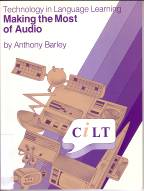 Technology in Language Learning
Making the Most
of Audio
by Anthony Barley
CiLT